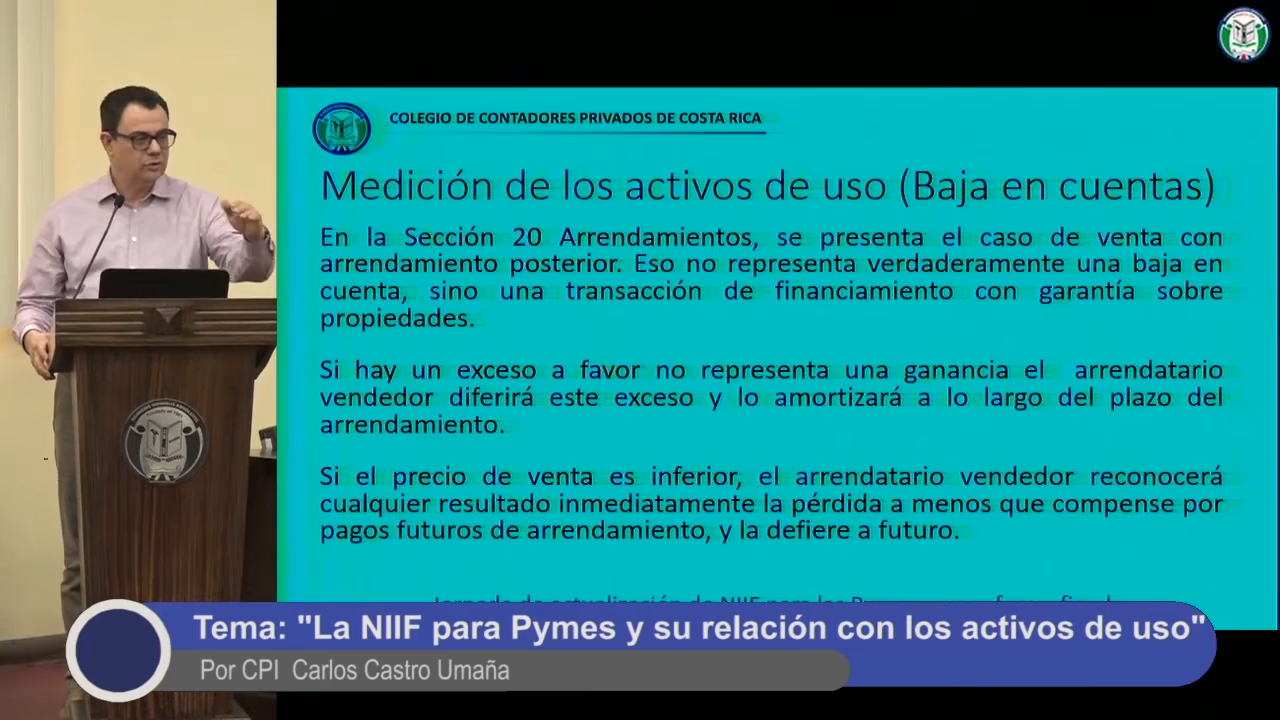 COLEGIO DE CONTADORES PRIVADOS DE COSTA RICA
Medición de los activos de uso (Baja en cuentas)
En la Sección 20 Arrendamientos, se presenta el caso de venta con
arrendamiento posterior. Eso no representa verdaderamente una baja en
cuenta, sino una transacción de financiamiento con garantía sobre
propiedades.
Si hay un exceso a favor no representa una ganancia el arrendatario
vendedor diferirá este exceso y lo amortizará a lo largo del plazo del
arrendamiento.
Si el precio de venta es inferior, el arrendatario vendedor reconocerá
cualquier resultado inmediatamente la pérdida a menos que compense por
pagos futuros de arrendamiento, y la defiere a futuro.
Tema: "La NIIF para Pymes y su relación con los activos de uso"
Por CPI Carlos Castro Umaña